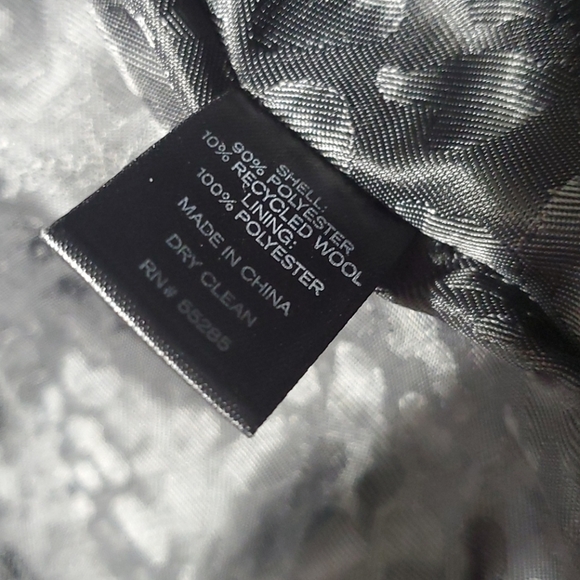 SHELL:
90% POLYESTER
10% RECYCLED WOOL
LINING:
100% POLYESTER
MADE IN CHINA
DRY CLEAN
RN# 55285